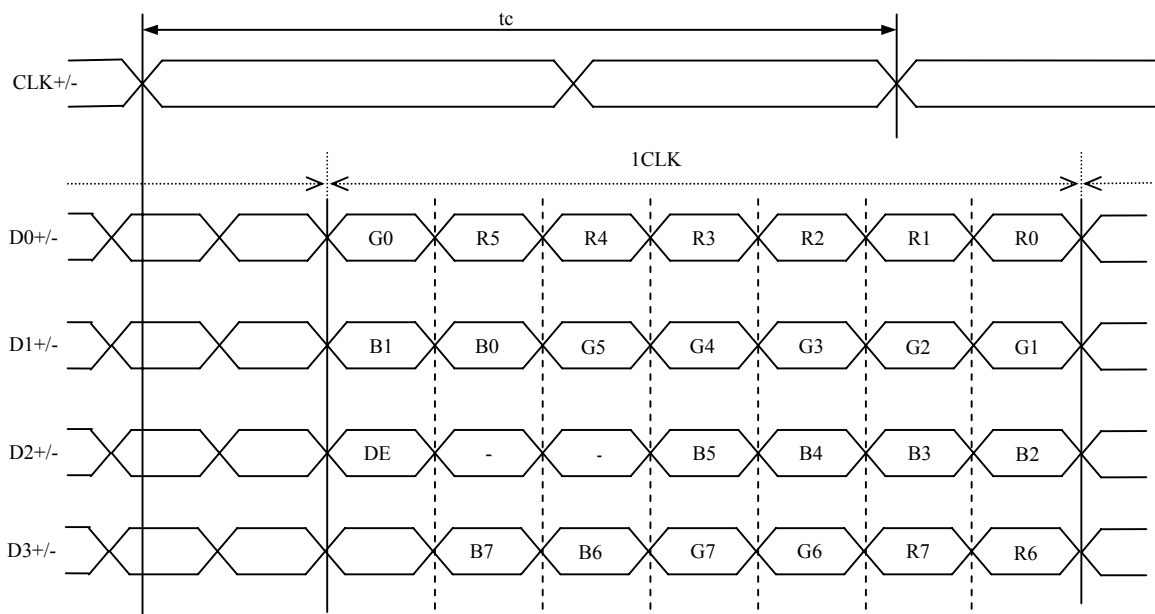 tc
CLK+/-
1CLK
D0+/- G0 R5 R4 R3 R2 R1 R0
D1+/- B1 B0 G5 G4 G3 G2 G1
D2+/- DE - - B5 B4 B3 B2
D3+/- B7 B6 G7 G6 R7 R6